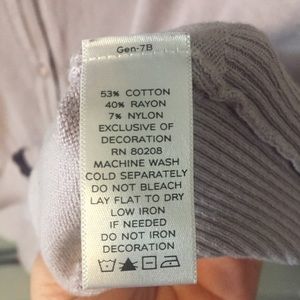 Gen-7B
53% COTTON
40% RAYON
7% NYLON
EXCLUSIVE OF
DECORATION
RN 80208
MACHINE WASH
COLD SEPARATELY
DO NOT BLEACH
LAY FLAT TO DRY
LOW IRON
IF NEEDED
DO NOT IRON
DECORATION